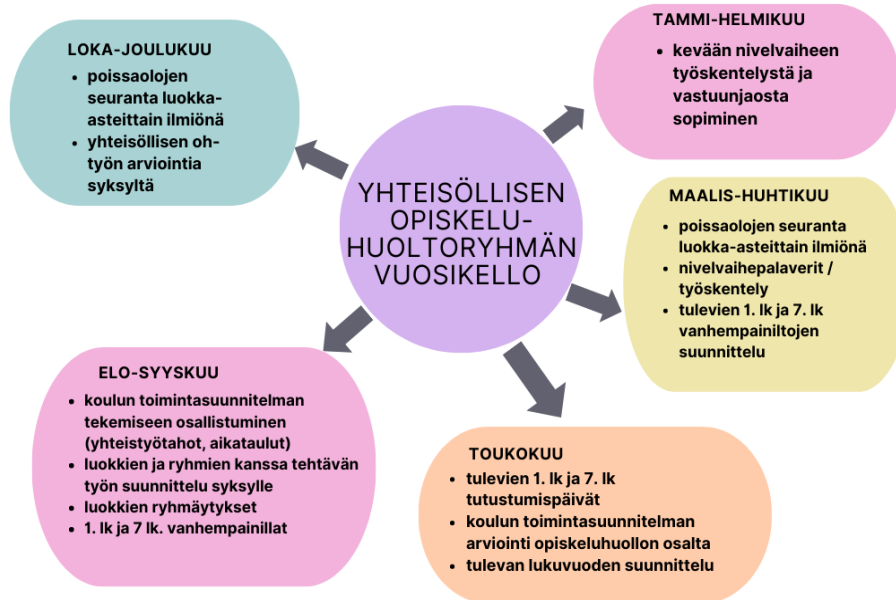 YHTEISÖLLISEN
OPISKELU-
HUOLTORYHMÄN
VUOSIKELLO
TAMMI-HELMIKUU
• kevään nivelvaiheen
työskentelystä ja
vastuunjaosta
sopiminen
MAALIS-HUHTIKUU
• poissaolojen seuranta
luokka-asteittain ilmiönä
• nivelvaihepalaverit /
työskentely
• tulevien 1. lk ja 7. lk
vanhempainiltojen
suunnittelu
TOUKOKUU
• tulevien 1. lk ja 7. lk
tutustumispäivät
• koulun toimintasuunnitelman
arviointi opiskeluhuollon osalta
• tulevan lukuvuoden suunnittelu
ELO-SYYSKUU
• koulun toimintasuunnitelman
tekemiseen osallistuminen
(yhteistyötahot, aikataulut)
• luokkien ja ryhmien kanssa tehtävän
työn suunnittelu syksylle
• luokkien ryhmäytykset
• 1. lk ja 7 lk. vanhempainillat
LOKA-JOULUKUU
• poissaolojen
seuranta luokka-
asteittain ilmiönä
• yhteisöllisen oh-
työn arviointia
syksyltä